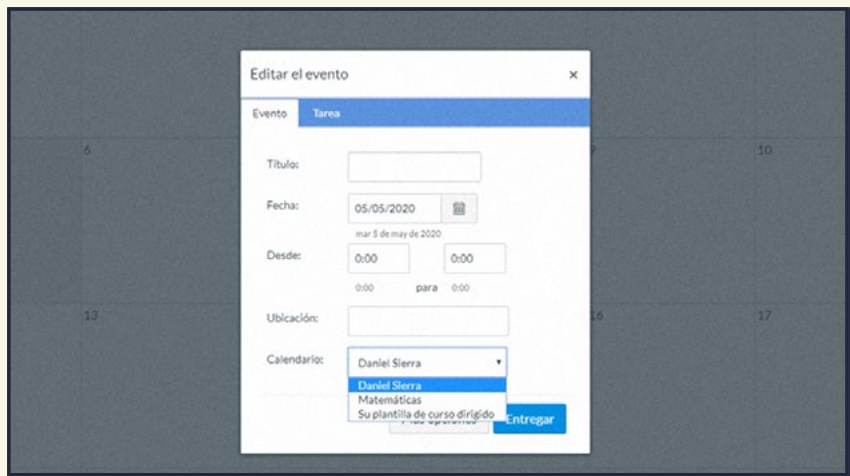 Editar el evento ×
Evento Tarea
6 10
Título:
Fecha: 05/05/2020
mar 5 de may de 2020
Desde: 0:00 0:00
0:00 para 0:00
13 16 17
Ubicación:
Calendario: Daniel Sierra
Daniel Sierra
Matemáticas
Su plantilla de curso dirigido
Entregar